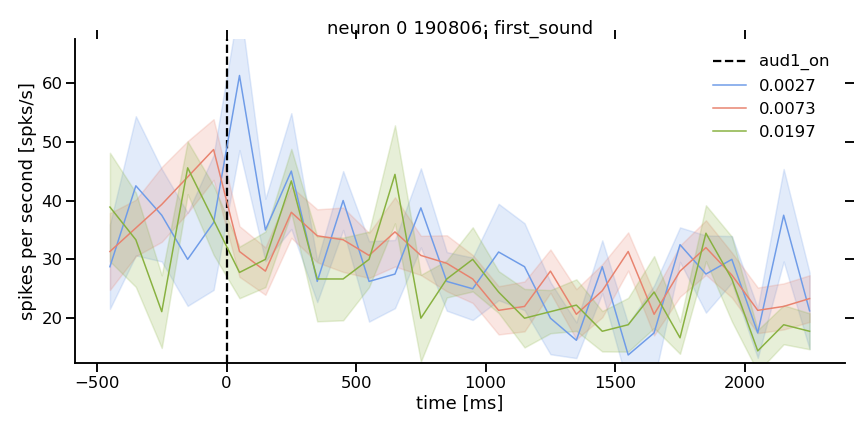 neuron 0 190806; first_sound
aud1_on
0.0027
0.0073
0.0197
spikes per second [spks/s]
60
50
40
30
20
−500 0 500 1000 1500 2000
time [ms]